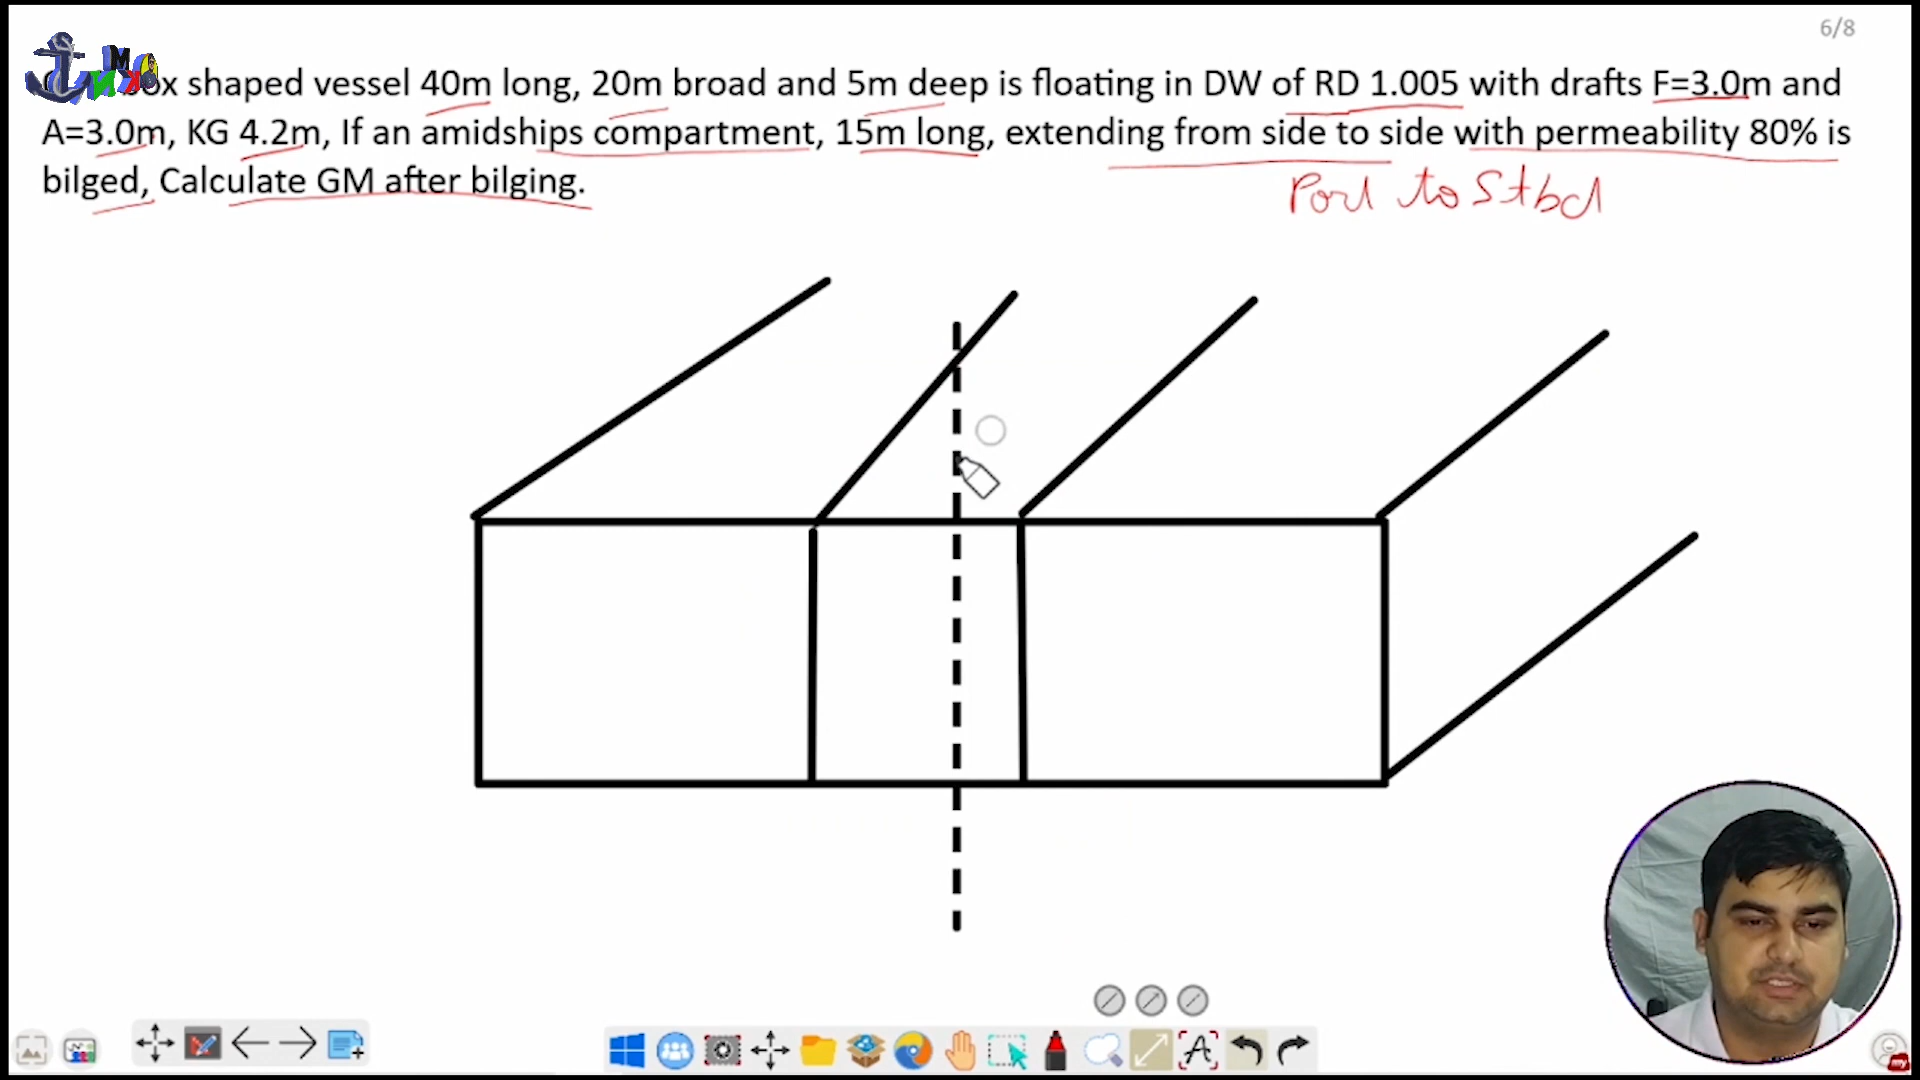 6/8
box shaped vessel 40m long, 20m broad and 5m deep is floating in DW of RD 1.005 with drafts F=3.0m and
A=3.0m, KG 4.2m, If an amidships compartment, 15m long, extending from side to side with permeability 80% is
bilged, Calculate GM after bilging.
Port to Stbd